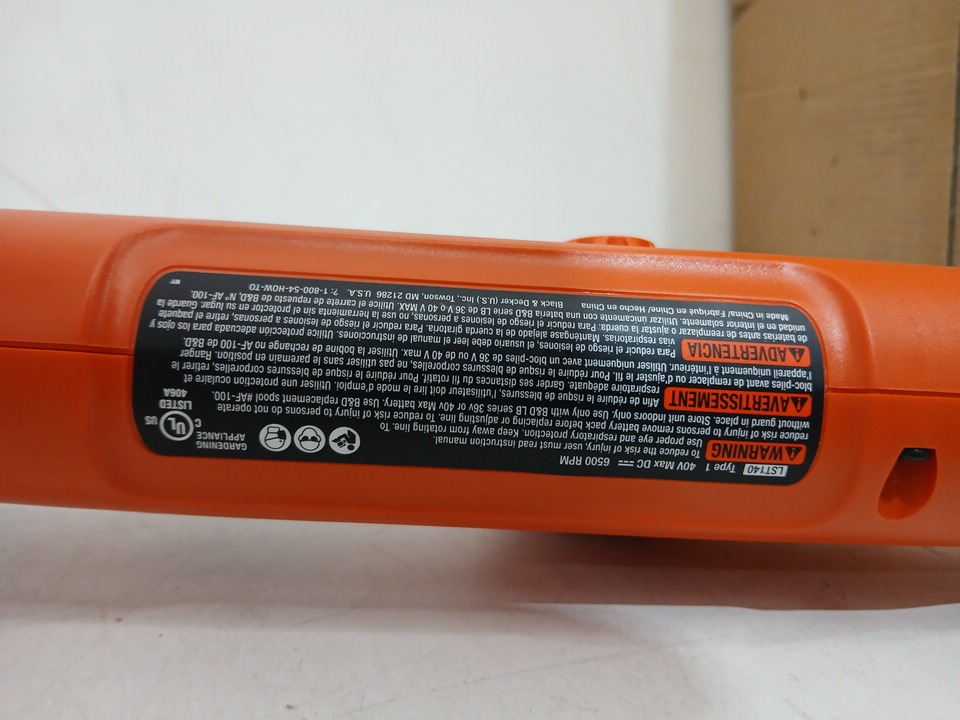 LST140 Type 1 40V Max DC 6500 RPM
WARNING To reduce the risk of injury, user must read instruction manual.
To Use proper eye and respiratory protection. Keep away from rotating line. To
reduce risk of injury to persons remove battery pack before replacing or adjusting line. To reduce risk of injury to persons do not operate
without guard in place. Store unit indoors only. Use only with B&D LB series 36v or 40v Max battery. Use B&D replacement spool #AF-100.
AVERTISSEMENT Afin de réduire le risque de blessures, l'utilisateur doit lire le mode d'emploi. Utiliser une protection oculaire et
respiratoire adéquate. Garder ses distances du fil rotatif. Pour réduire le risque de blessures corporelles, retirer le
bloc-piles avant de remplacer ou d'ajuster le fil. Pour réduire le risque de blessures corporelles, ne pas utiliser sans le paremain en position. Ranger
l'appareil uniquement à l'intérieur Utiliser uniquement avec un bloc-piles de 36 V ou de 40 V max. Utiliser la bobine de rechange no AF-100 de B&D.
ADVERTENCIA Para reducir el riesgo de lesiones, el usuario debe leer el manual de instrucciones. Utilice protección adecuada para los ojos y
vías respiratorias. Manténgase alejado de la cuerda giratoria. Para reducir el riesgo de lesiones a personas, retirar el paquete
de baterías antes de reemplazar o ajustar la cuerda. Para reducir el riesgo de lesiones a personas, no use la herramienta sin el protector en su lugar. Guarde la
unidad en el interior solamente. Utilizar únicamente con una batería B&D de LB serie de 36 V o 40 V MAX. Utilice el carrete de repuesto de B&D, N° AF-100.
Made in China/ Fabriqué en Chine/ Hecho en China Black & Decker (U.S.) Inc., Towson, MD 21286 U.S.A. ?: 1-800-54-HOW-TO
GARDENING
APPLIANCE
C UL US
LISTED
406A